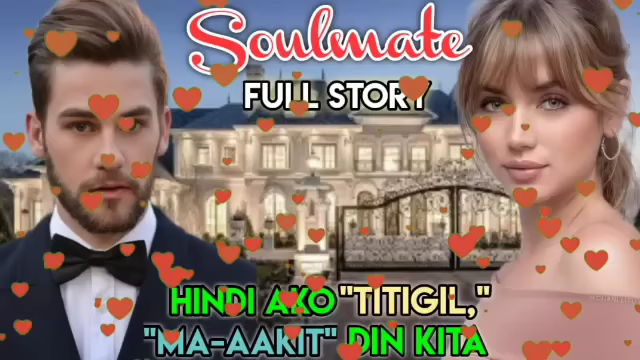 Soulmate
FULL STORY
HINDI AKO "TITIGIL,"
"MA-AAKIT" DIN KITA